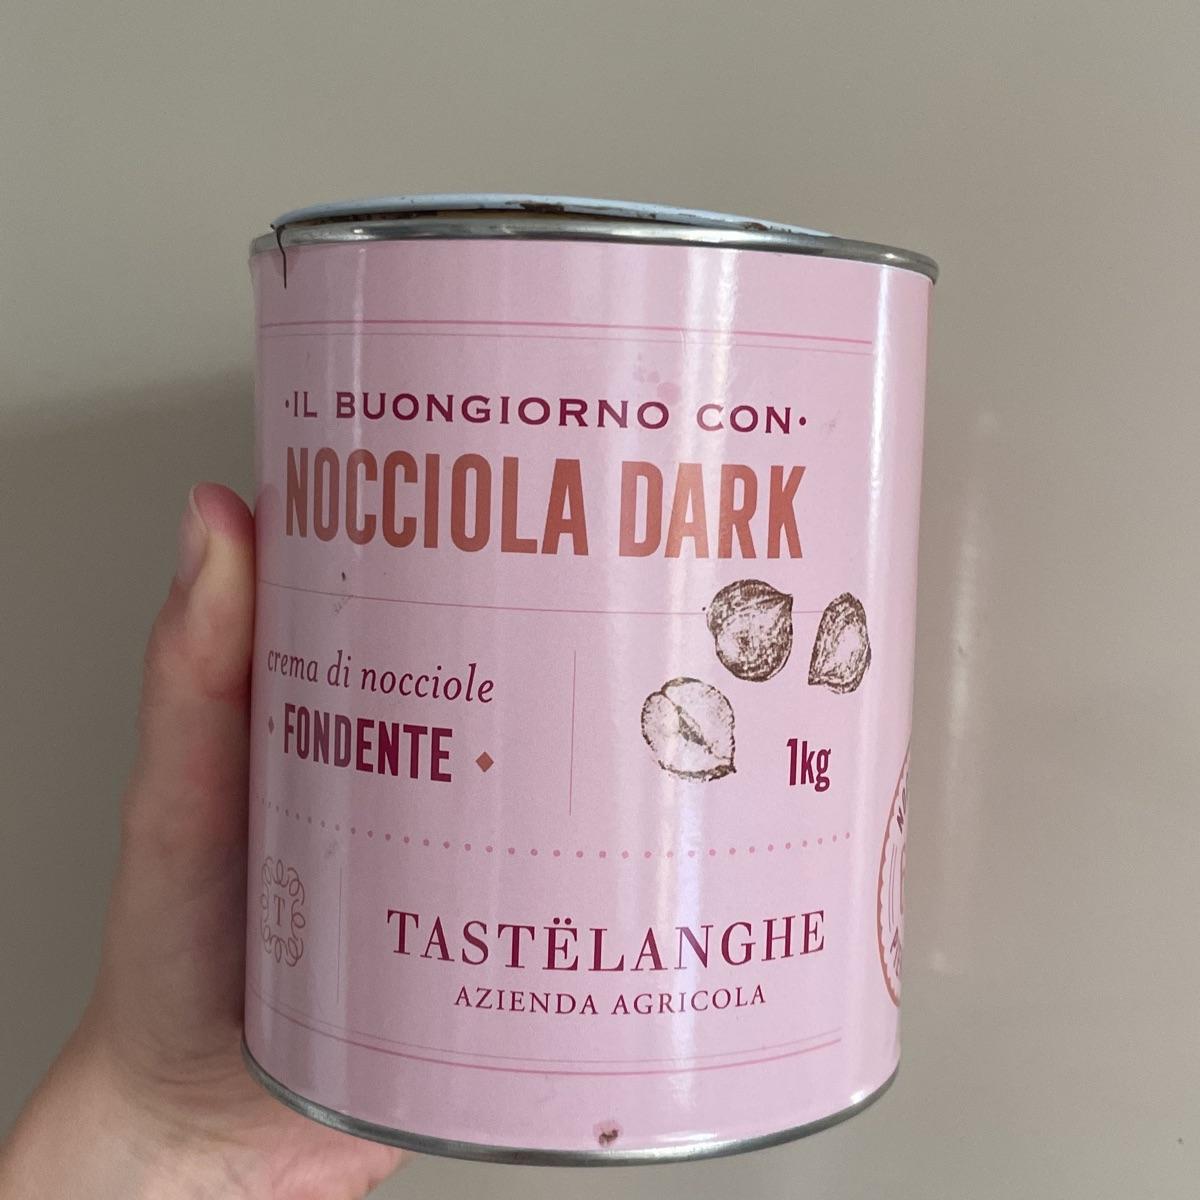 ·IL BUONGIORNO CON·
NOCCIOLA DARK
crema di nocciole
FONDENTE
1kg
T
TASTËLANGHE
AZIENDA AGRICOLA